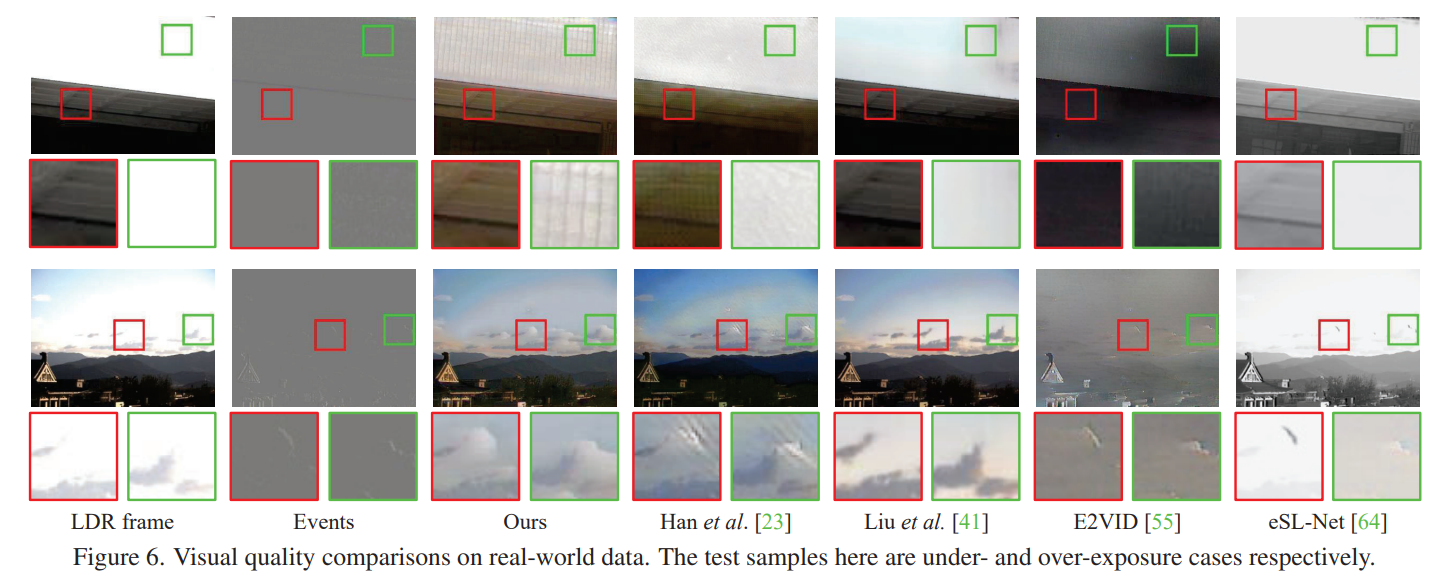 LDR frame Events Ours Han et al. [23] Liu et al. [41] E2VID [55] eSL-Net [64]
Figure 6. Visual quality comparisons on real-world data. The test samples here are under- and over-exposure cases respectively.